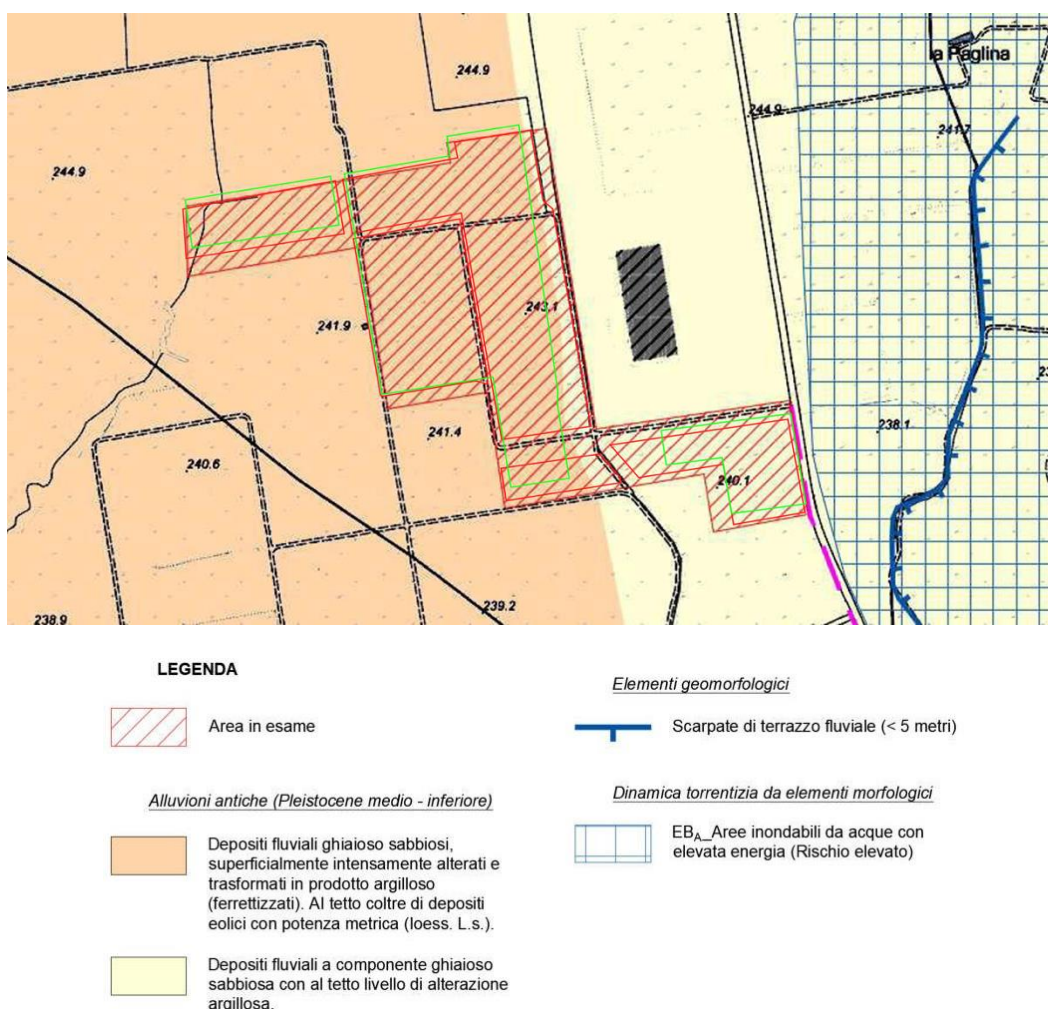 244.9
la Paglina
244.9
241.7
244.9
243.1
241.9
238.1
241.4
240.6
240.1
239.2
238.9
LEGENDA
Area in esame
Alluvioni antiche (Pleistocene medio - inferiore)
Depositi fluviali ghiaioso sabbiosi,
superficialmente intensamente alterati e
trasformati in prodotto argilloso
(ferrettizzati). Al tetto coltre di depositi
eolici con potenza metrica (loess. L.s.).
Depositi fluviali a componente ghiaioso
sabbiosa con al tetto livello di alterazione
argillosa.
Elementi geomorfologici
Scarpate di terrazzo fluviale (< 5 metri)
Dinamica torrentizia da elementi morfologici
EBA_Aree inondabili da acque con
elevata energia (Rischio elevato)